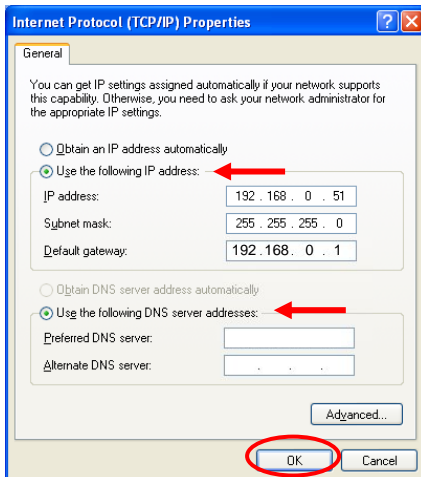 Internet Protocol (TCP/IP) Properties
General
You can get IP settings assigned automatically if your network supports
this capability. Otherwise, you need to ask your network administrator for
the appropriate IP settings.
Obtain an IP address automatically
Use the following IP address:
IP address: 192 . 168 . 0 . 51
Subnet mask: 255 . 255 . 255 . 0
Default gateway: 192 . 168 . 0 . 1
Obtain DNS server address automatically
Use the following DNS server addresses:
Preferred DNS server:
Alternate DNS server: . . .
Advanced...
OK Cancel